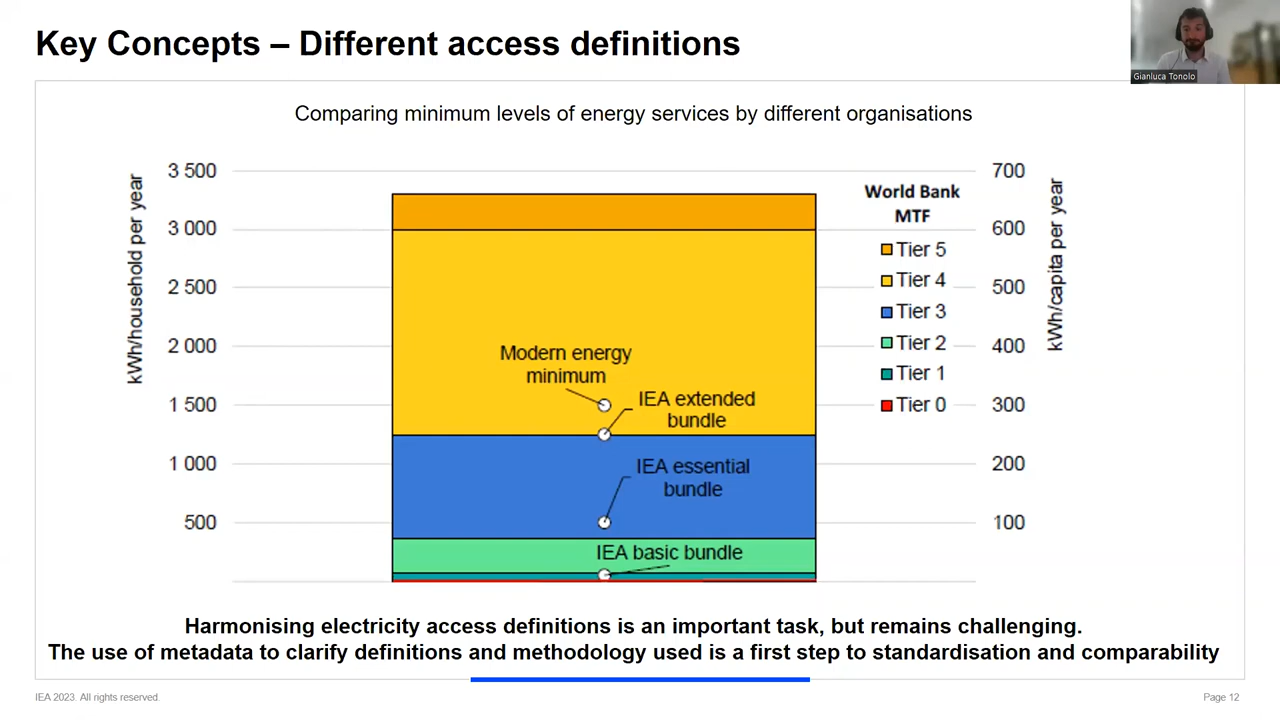 Key Concepts – Different access definitions
Gianluca Tonolo
Comparing minimum levels of energy services by different organisations
kWh/household per year
3 500
3 000
2 500
2 000
1 500
1 000
500
Modern energy
minimum
IEA extended
bundle
IEA essential
bundle
IEA basic bundle
World Bank
MTF
Tier 5
Tier 4
Tier 3
Tier 2
Tier 1
Tier 0
700
600
500
400
300
200
100
kWh/capita per year
Harmonising electricity access definitions is an important task, but remains challenging.
The use of metadata to clarify definitions and methodology used is a first step to standardisation and comparability
IEA 2023. All rights reserved.
Page 12